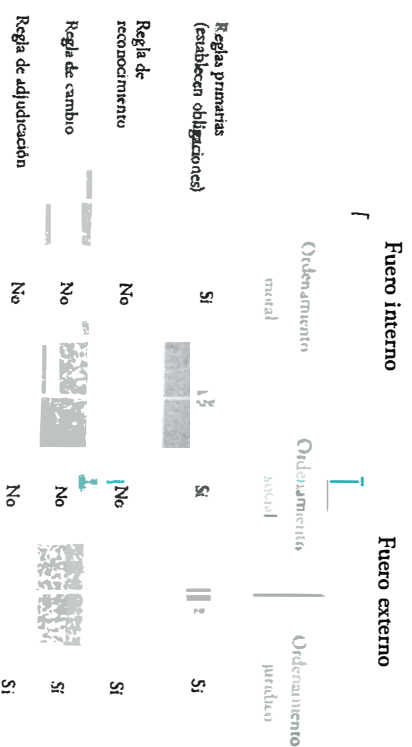 Fuero interno Fuero externo
Ordenamiento Ordenamiento Ordenamiento
moral social jurídico
Reglas primarias
(establecen obligaciones) Sí Sí Sí
Regla de
reconocimiento No No Sí
Regla de cambio No No Sí
Regla de adjudicación No No Sí